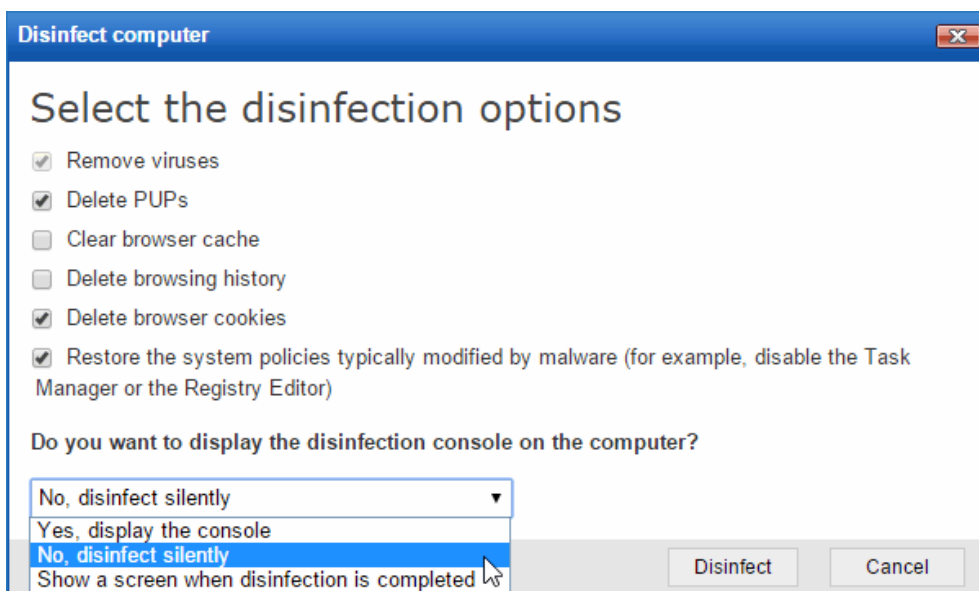 Disinfect computer
Select the disinfection options
Remove viruses
Delete PUPs
Clear browser cache
Delete browsing history
Delete browser cookies
Restore the system policies typically modified by malware (for example, disable the Task
Manager or the Registry Editor)
Do you want to display the disinfection console on the computer?
No, disinfect silently
Yes, display the console
No, disinfect silently
Show a screen when disinfection is completed
Disinfect
Cancel